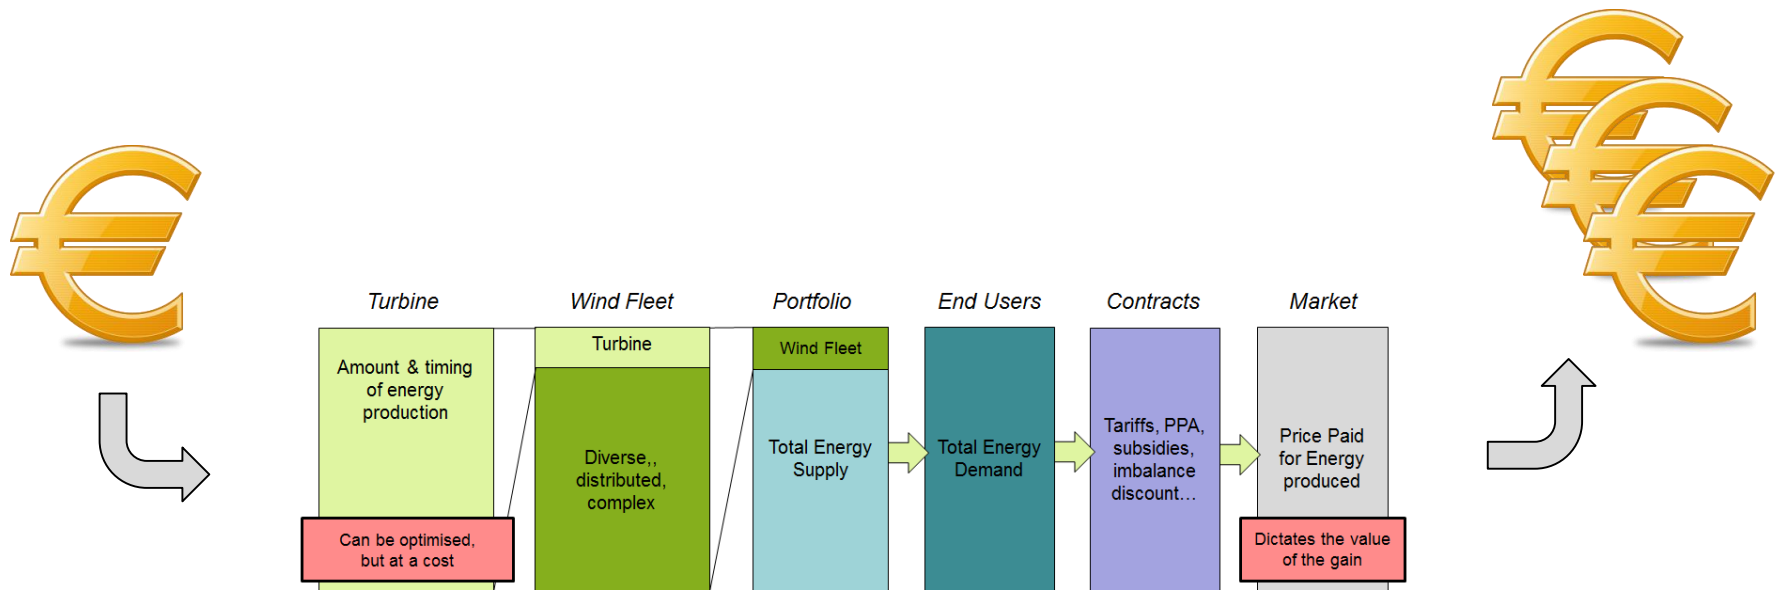 Turbine
Wind Fleet
Portfolio
End Users
Contracts
Market
Amount & timing
of energy
production
Can be optimised,
but at a cost
Turbine
Diverse,,
distributed,
complex
Wind Fleet
Total Energy
Supply
Total Energy
Demand
Tariffs, PPA,
subsidies,
imbalance
discount…
Price Paid
for Energy
produced
Dictates the value
of the gain